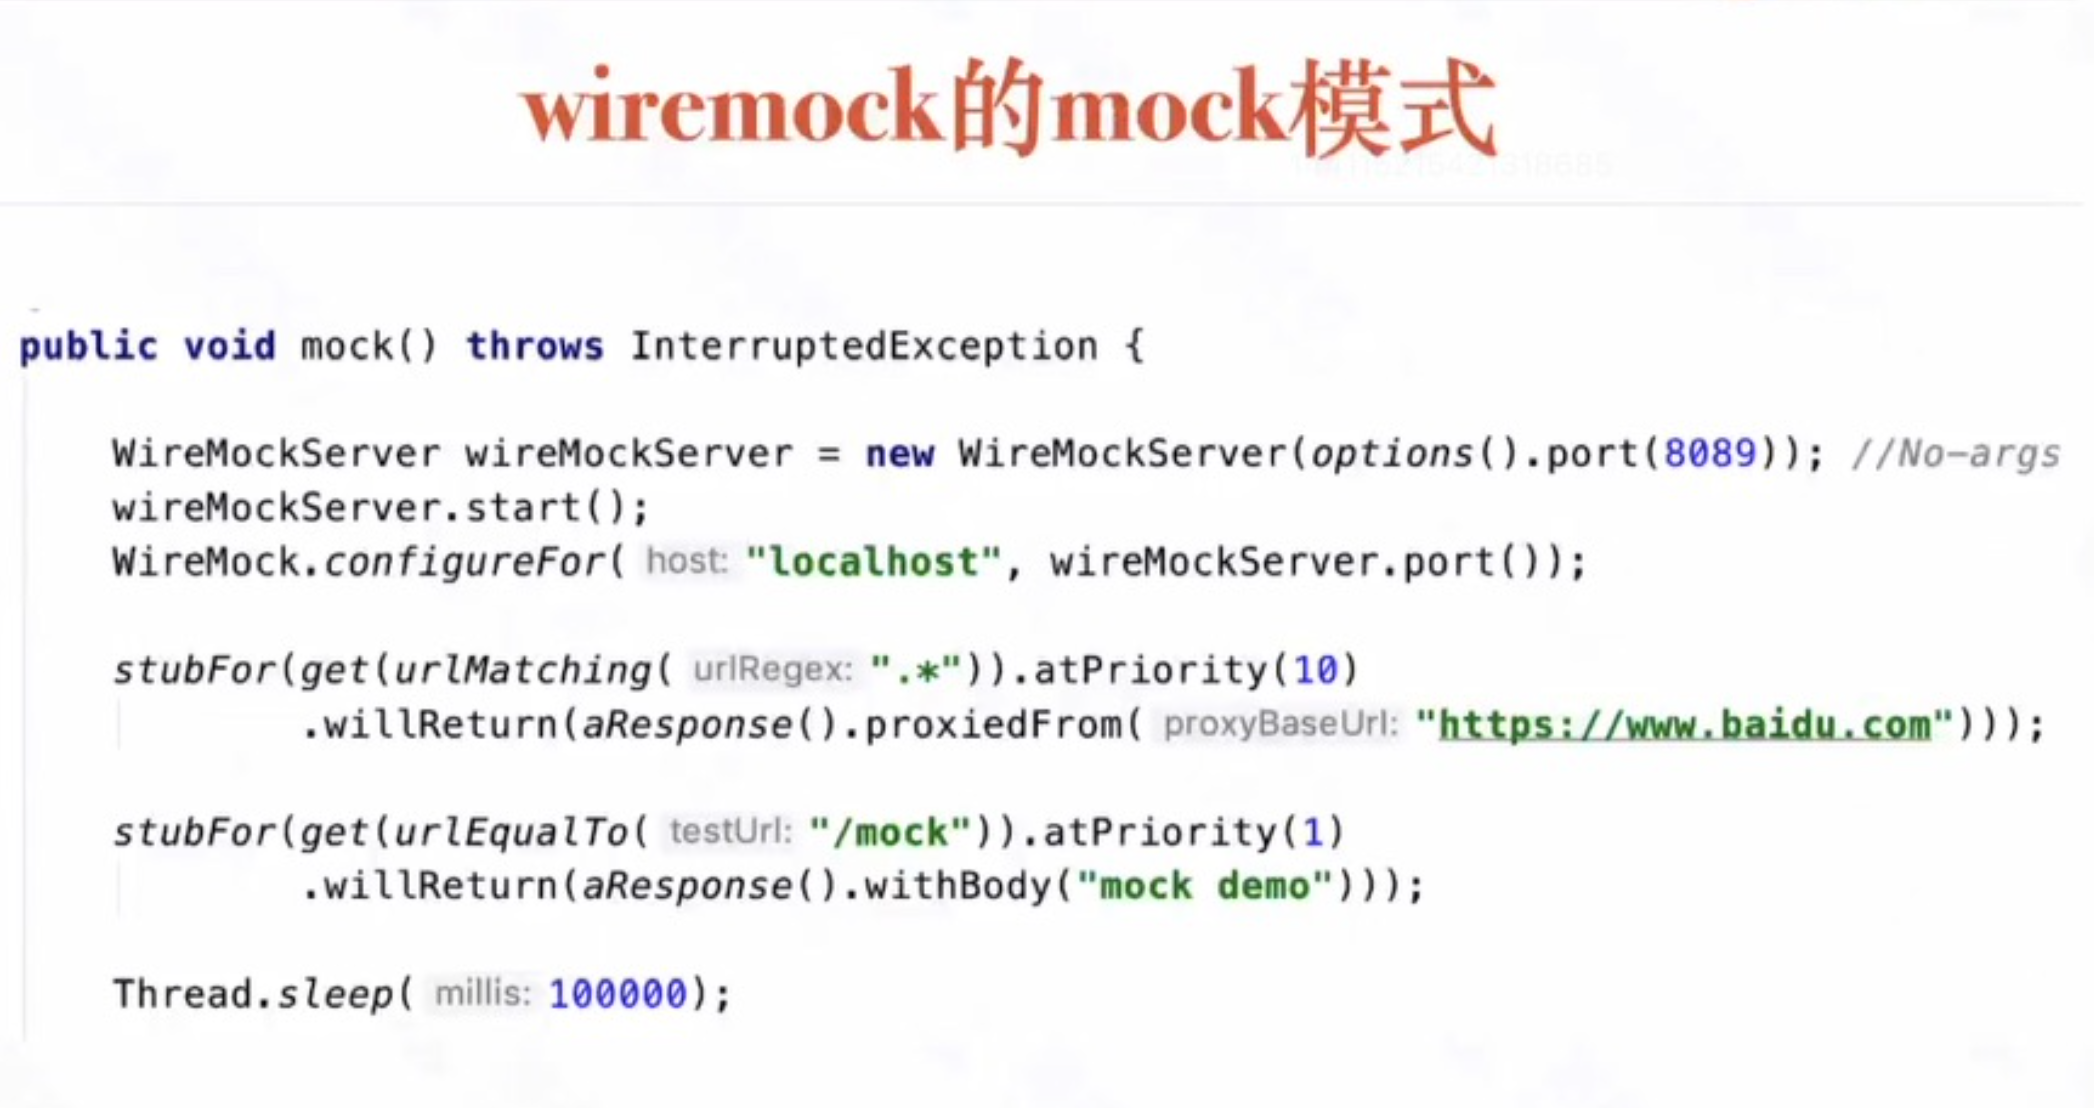 wiremock的mock模式
public void mock() throws InterruptedException {
WireMockServer wireMockServer = new WireMockServer(options().port(8089)); //No-args
wireMockServer.start();
WireMock.configureFor( host: "localhost", wireMockServer.port());
stubFor(get(urlMatching( urlRegex: ".*")).atPriority(10)
.willReturn(aResponse().proxiedFrom( proxyBaseUrl: "https://www.baidu.com")));
stubFor(get(urlEqualTo( testUrl: "/mock")).atPriority(1)
.willReturn(aResponse().withBody("mock demo")));
Thread.sleep( millis: 100000);